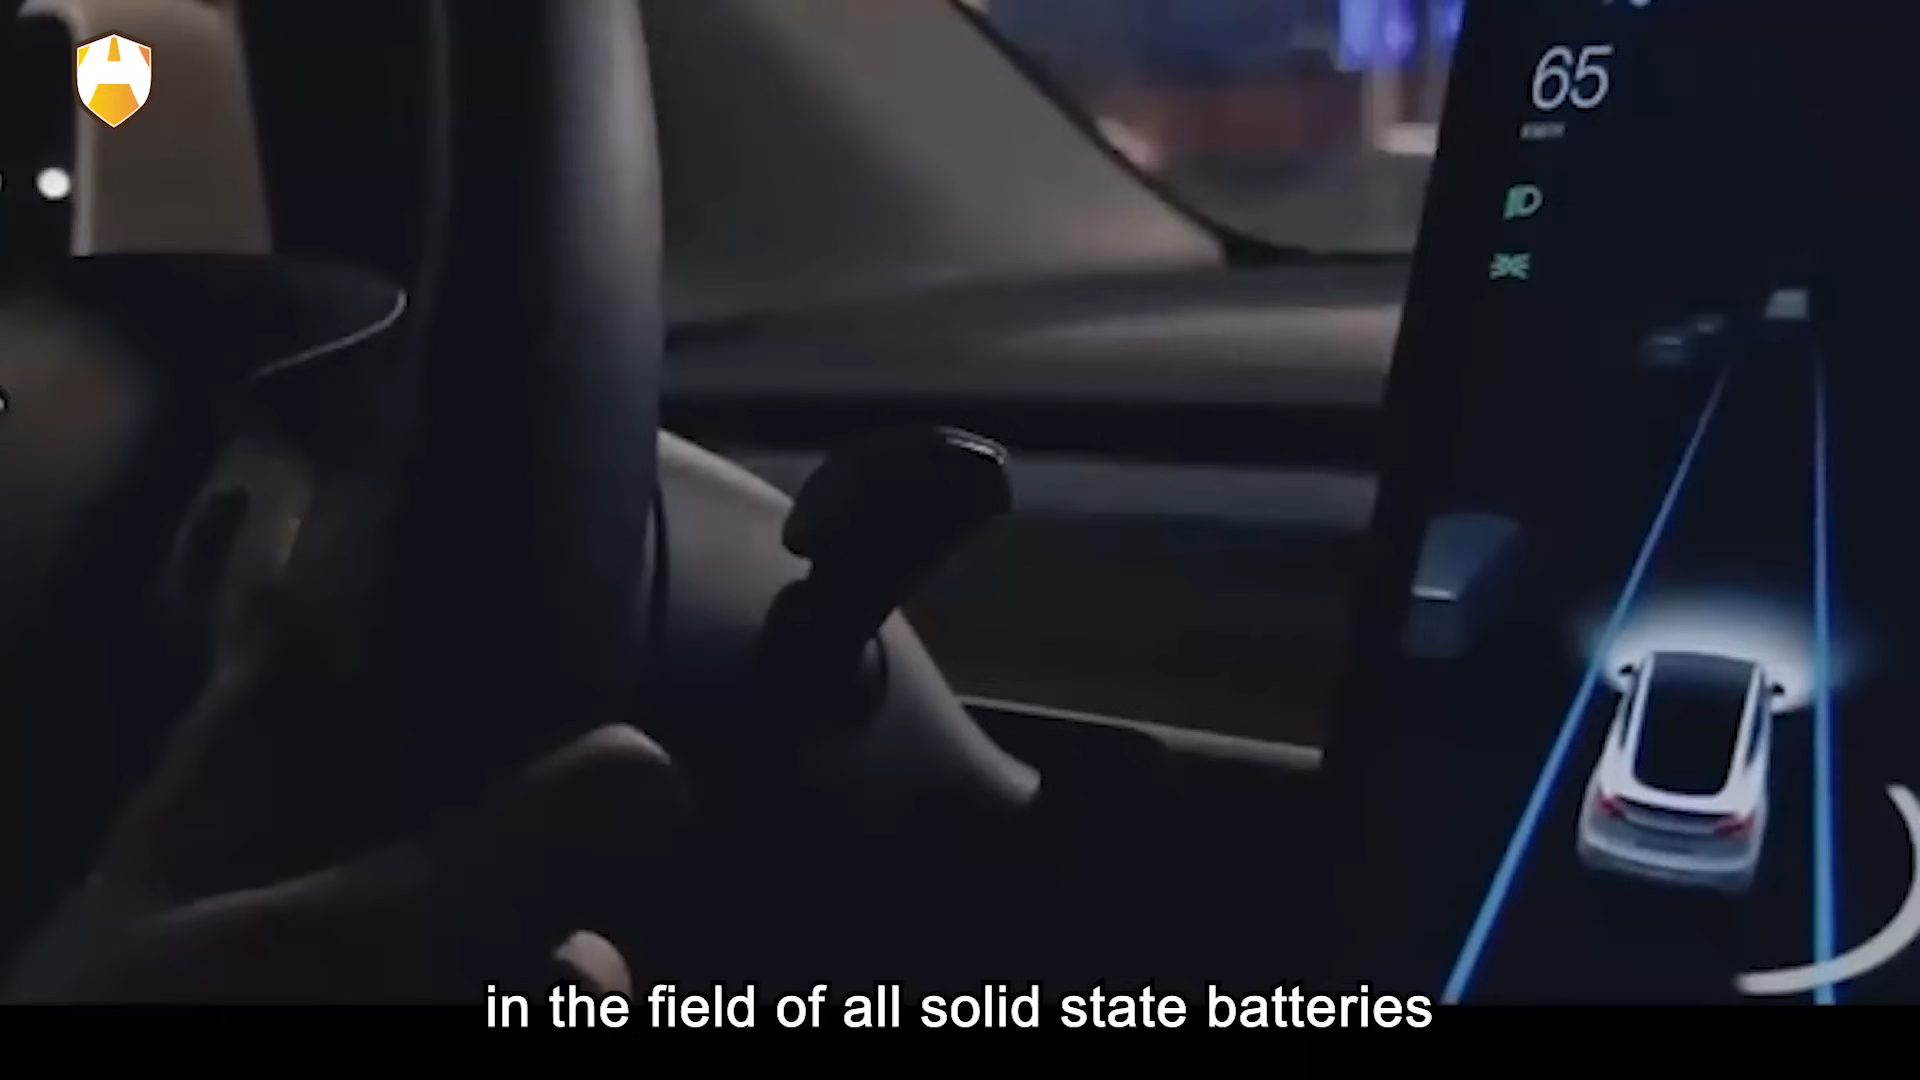 65
in the field of all solid state batteries